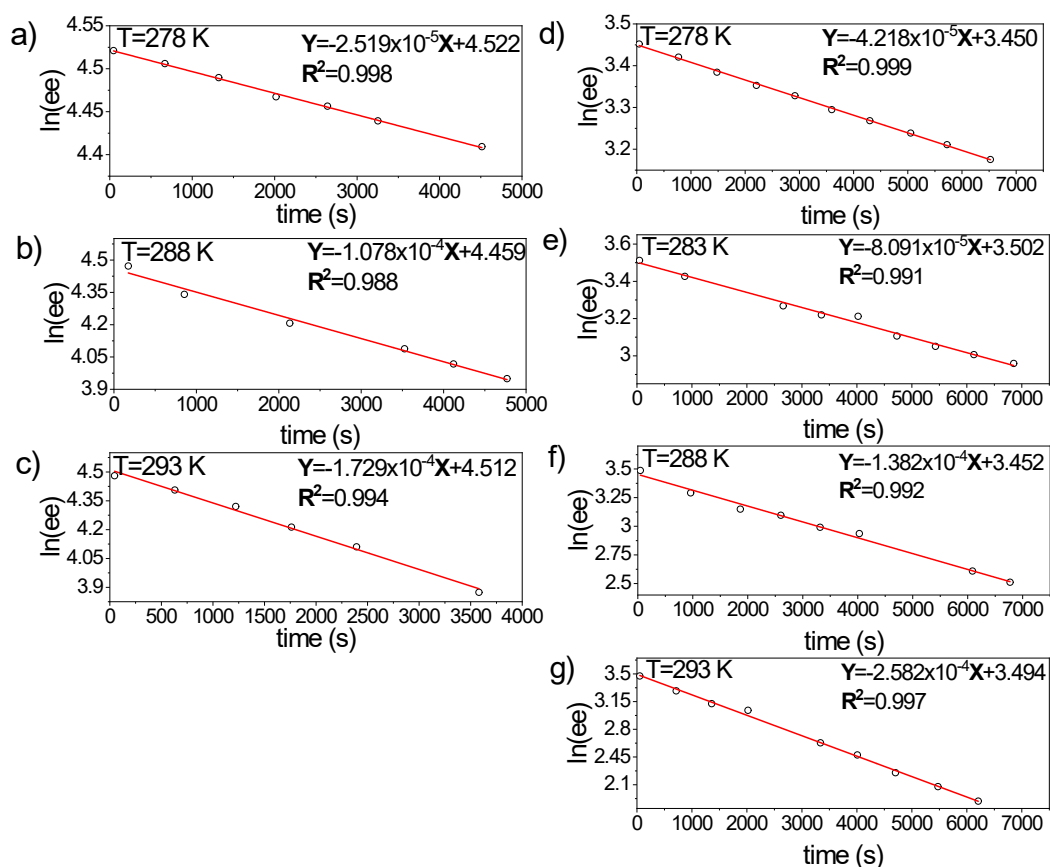 a)
T=278 K
Y=-2.519x10⁻⁵X+4.522
R²=0.998
4.55
4.5
4.45
4.4
ln(ee)
0 1000 2000 3000 4000 5000
time (s)
b)
T=288 K
Y=-1.078x10⁻⁴X+4.459
R²=0.988
4.5
4.35
4.2
4.05
3.9
ln(ee)
0 1000 2000 3000 4000 5000
time (s)
c)
T=293 K
Y=-1.729x10⁻⁴X+4.512
R²=0.994
4.5
4.35
4.2
4.05
3.9
ln(ee)
0 500 1000 1500 2000 2500 3000 3500 4000
time (s)
d)
T=278 K
Y=-4.218x10⁻⁵X+3.450
R²=0.999
3.5
3.4
3.3
3.2
ln(ee)
0 1000 2000 3000 4000 5000 6000 7000
time (s)
e)
T=283 K
Y=-8.091x10⁻⁵X+3.502
R²=0.991
3.6
3.4
3.2
3
ln(ee)
0 1000 2000 3000 4000 5000 6000 7000
time (s)
f)
T=288 K
Y=-1.382x10⁻⁴X+3.452
R²=0.992
3.5
3.25
3
2.75
2.5
ln(ee)
0 1000 2000 3000 4000 5000 6000 7000
time (s)
g)
T=293 K
Y=-2.582x10⁻⁴X+3.494
R²=0.997
3.5
3.15
2.8
2.45
2.1
ln(ee)
0 1000 2000 3000 4000 5000 6000 7000
time (s)